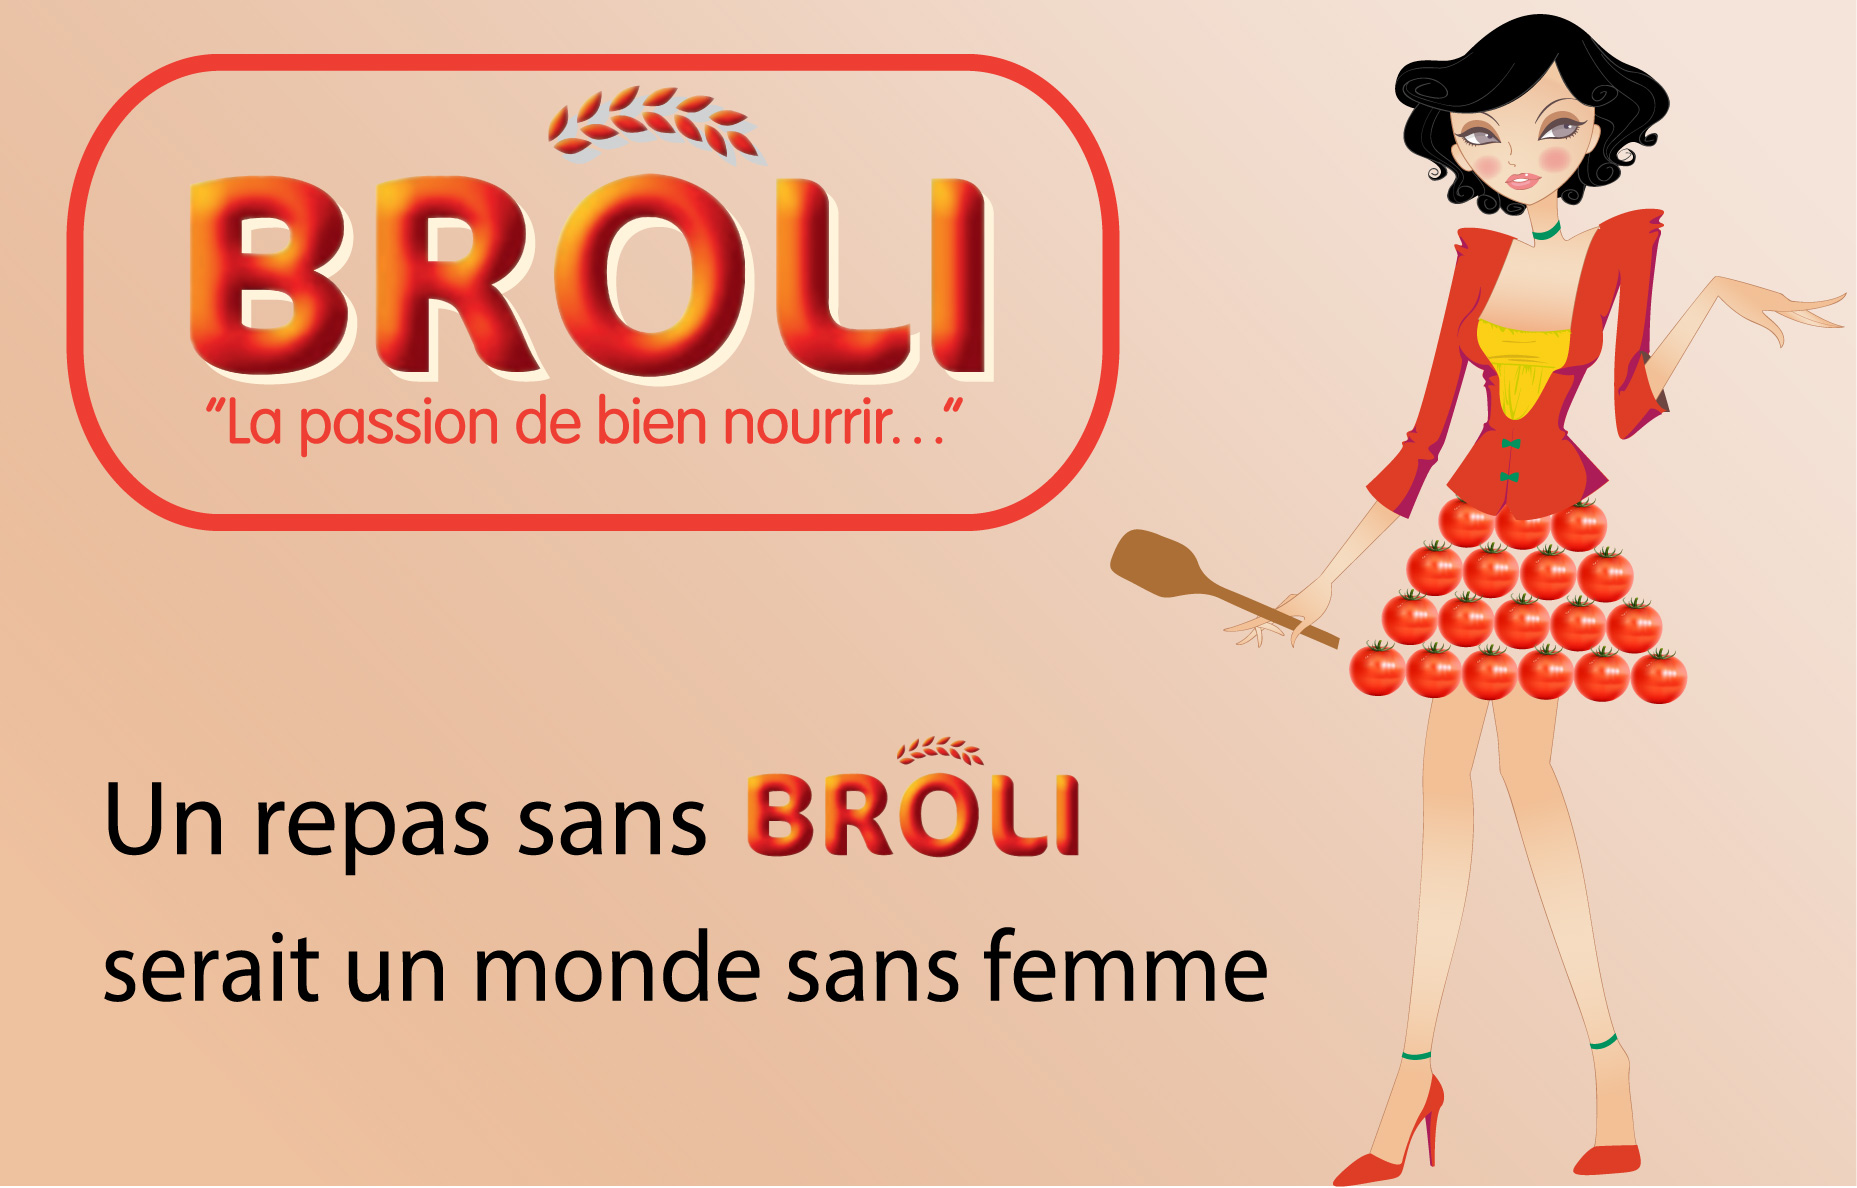 BROLI
"La passion de bien nourrir..."
Un repas sans BROLI
serait un monde sans femme